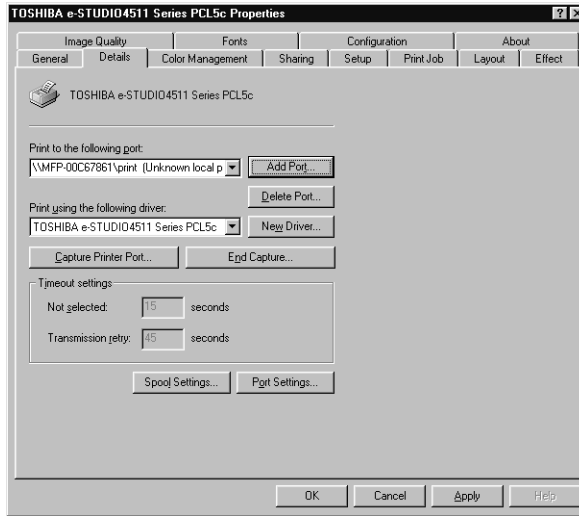 TOSHIBA e-STUDIO4511 Series PCL5c Properties
Image Quality Fonts Configuration About
General Details Color Management Sharing Setup Print Job Layout Effect
TOSHIBA e-STUDIO4511 Series PCL5c
Print to the following port:
\\MFP-00C67861\print (Unknown local p Add Port...
Delete Port...
Print using the following driver:
TOSHIBA e-STUDIO4511 Series PCL5c New Driver...
Capture Printer Port... End Capture...
Timeout settings
Not selected: 15 seconds
Transmission retry: 45 seconds
Spool Settings... Port Settings...
OK Cancel Apply Help